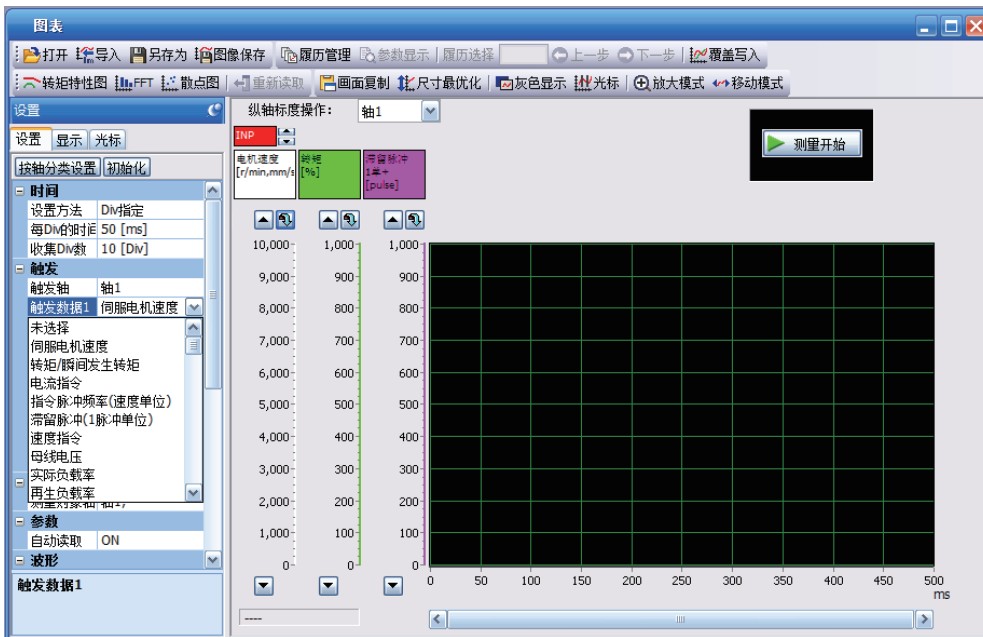 图表
打开 导入 另存为 图像保存 履历管理 参数显示 履历选择 上一步 下一步 覆盖写入
转矩特性图 FFT 散点图 重新读取 画面复制 尺寸最优化 灰色显示 光标 放大模式 移动模式
设置
设置 显示 光标
按轴分类设置 初始化
时间
设置方法 Div指定
每Div的时间 50 [ms]
收集Div数 10 [Div]
触发
触发轴 轴1
触发数据1 伺服电机速度
未选择
伺服电机速度
转矩/瞬间发生转矩
电流指令
指令脉冲频率(速度单位)
滞留脉冲(1脉冲单位)
速度指令
母线电压
实际负载率
再生负载率
测量对象轴 轴1,
参数
自动读取 ON
波形
触发数据1
纵轴标度操作: 轴1
INP
电机速度 转矩 滞留脉冲
[r/min,mm/s [%] 1单+
[pulse]
测量开始
10,000 1,000 1,000
9,000 900 900
8,000 800 800
7,000 700 700
6,000 600 600
5,000 500 500
4,000 400 400
3,000 300 300
2,000 200 200
1,000 100 100
0 0 0
0 50 100 150 200 250 300 350 400 450 500
ms
----